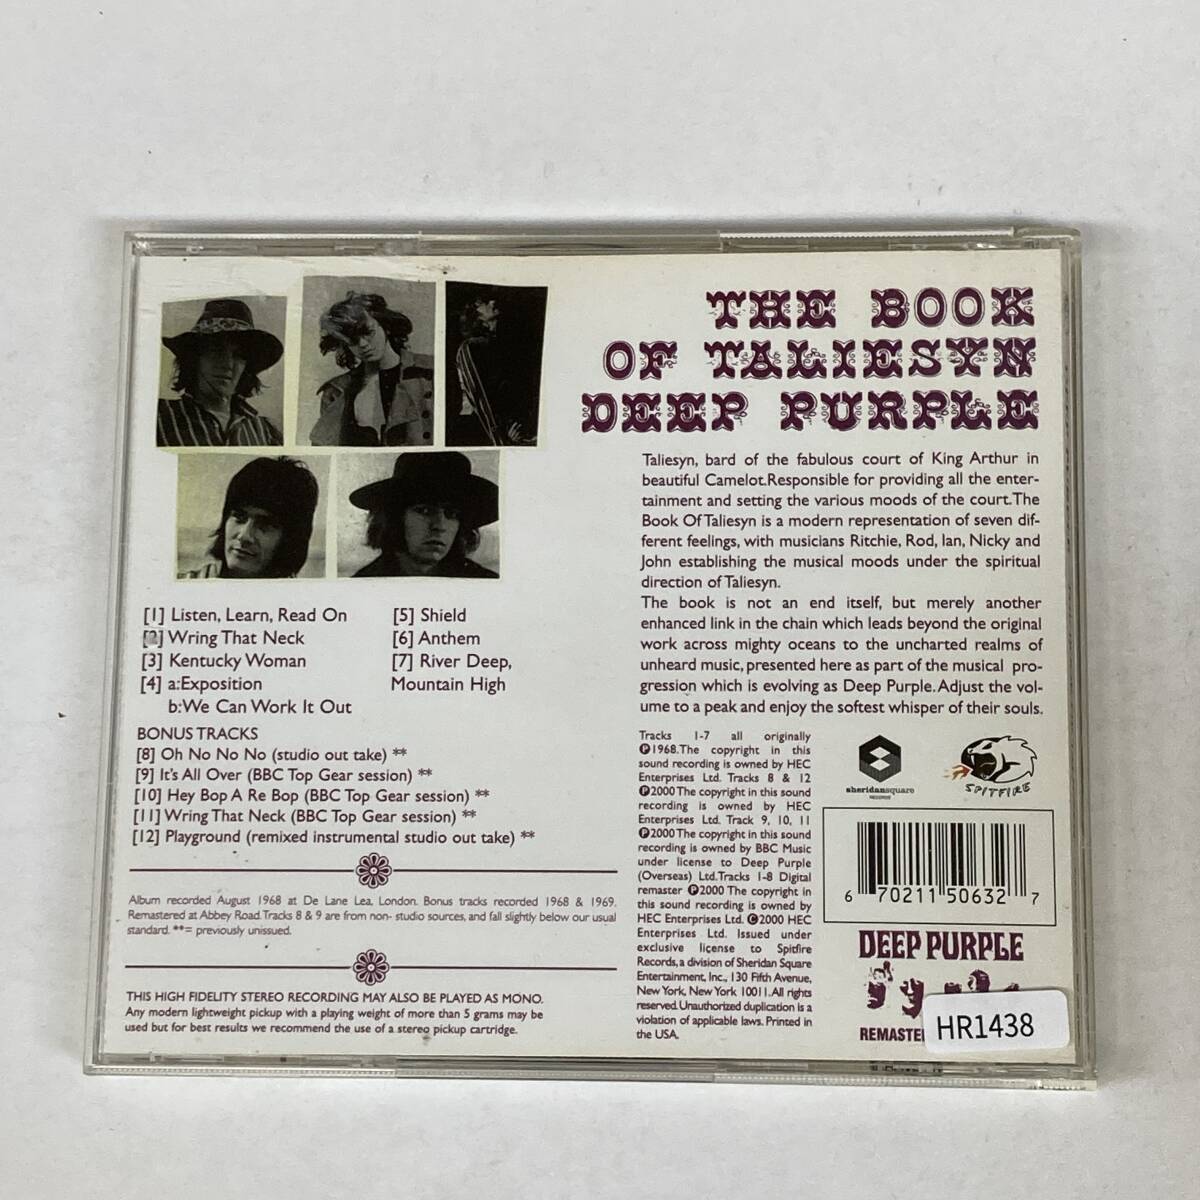 THE BOOK
OF TALIESYN
DEEP PURPLE
Taliesyn, bard of the fabulous court of King Arthur in
beautiful Camelot.Responsible for providing all the enter-
tainment and setting the various moods of the court.The
Book Of Taliesyn is a modern representation of seven dif-
ferent feelings, with musicians Ritchie, Rod, Ian, Nicky and
John establishing the musical moods under the spiritual
direction of Taliesyn.
The book is not an end itself, but merely another
enhanced link in the chain which leads beyond the original
work across mighty oceans to the uncharted realms of
unheard music, presented here as part of the musical pro-
gression which is evolving as Deep Purple. Adjust the vol-
ume to a peak and enjoy the softest whisper of their souls.
[1] Listen, Learn, Read On
[2] Wring That Neck
[3] Kentucky Woman
[4] a:Exposition
b:We Can Work It Out
[5] Shield
[6] Anthem
[7] River Deep,
Mountain High
BONUS TRACKS
[8] Oh No No No (studio out take) **
[9] It's All Over (BBC Top Gear session) **
[10] Hey Bop A Re Bop (BBC Top Gear session) **
[11] Wring That Neck (BBC Top Gear session) **
[12] Playground (remixed instrumental studio out take) **
Album recorded August 1968 at De Lane Lea, London. Bonus tracks recorded 1968 & 1969.
Remastered at Abbey Road. Tracks 8 & 9 are from non- studio sources, and fall slightly below our usual
standard. **= previously unissued.
THIS HIGH FIDELITY STEREO RECORDING MAY ALSO BE PLAYED AS MONO.
Any modern lightweight pickup with a playing weight of more than 5 grams may be
used but for best results we recommend the use of a stereo pickup cartridge.
Tracks 1-7 all originally
Ⓟ1968.The copyright in this
sound recording is owned by HEC
Enterprises Ltd. Tracks 8 & 12
Ⓟ2000 The copyright in this sound
recording is owned by HEC
Enterprises Ltd. Track 9, 10, 11
Ⓟ2000 The copyright in this sound
recording is owned by BBC Music
under license to Deep Purple
(Overseas) Ltd.Tracks 1-8 Digital
remaster Ⓟ2000 The copyright in
this sound recording is owned by
HEC Enterprises Ltd. ©2000 HEC
Enterprises Ltd. Issued under
exclusive license to Spitfire
Records, a division of Sheridan Square
Entertainment, Inc., 130 Fifth Avenue,
New York, New York 10011. All rights
reserved. Unauthorized duplication is a
violation of applicable laws. Printed in
the USA.
sheridansquare
RECORDS
SPITFIRE
6 70211 50632 7
DEEP PURPLE
REMASTE
HR1438